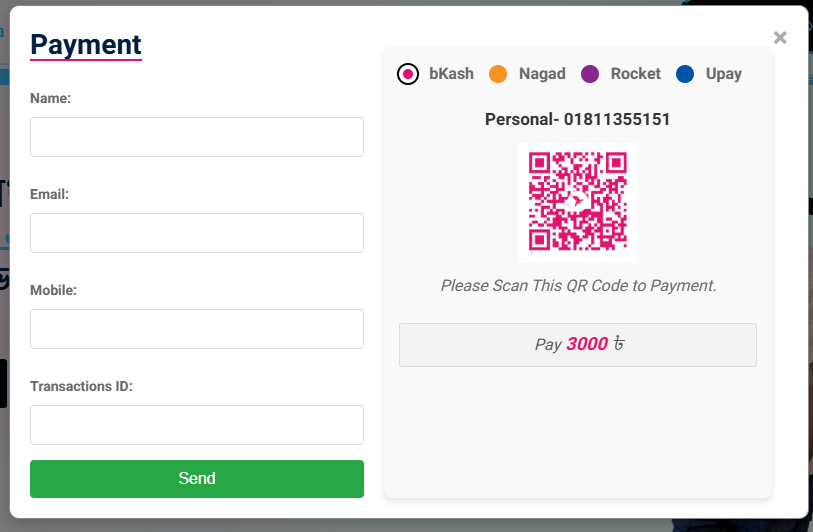 Payment
×
Name:
Email:
Mobile:
Transactions ID:
Send
bKash Nagad Rocket Upay
Personal- 01811355151
Please Scan This QR Code to Payment.
Pay 3000 ৳